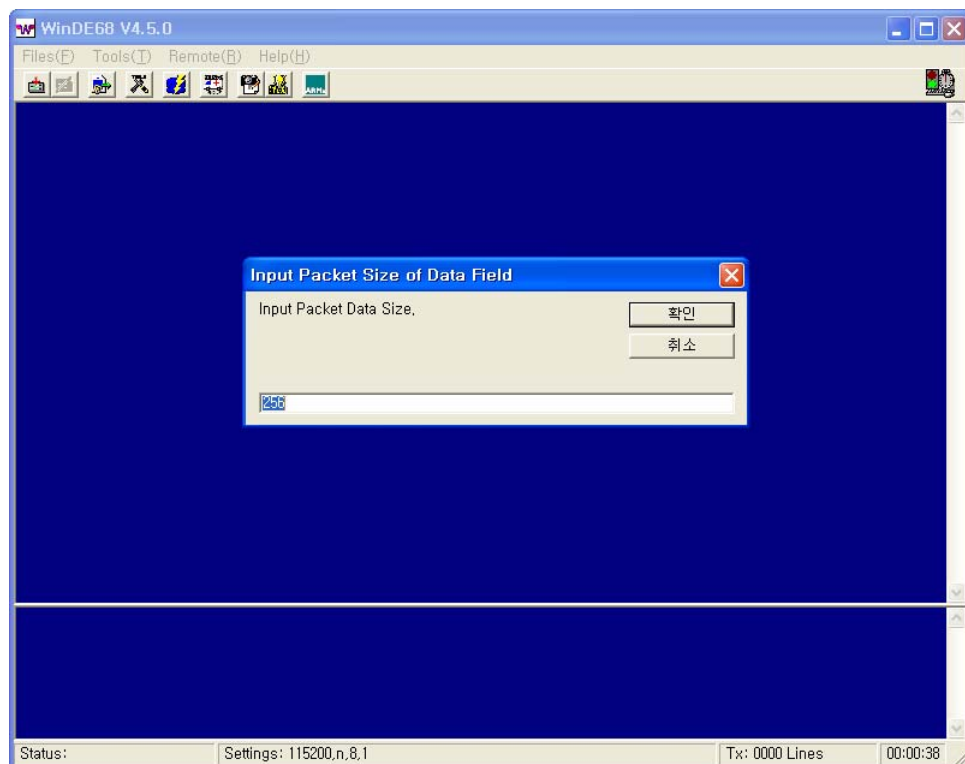 WinDE68 V4.5.0
Files(F) Tools(T) Remote(R) Help(H)
Input Packet Size of Data Field
Input Packet Data Size,
확인
취소
256
Status: Settings: 115200,n,8,1 Tx: 0000 Lines 00:00:38